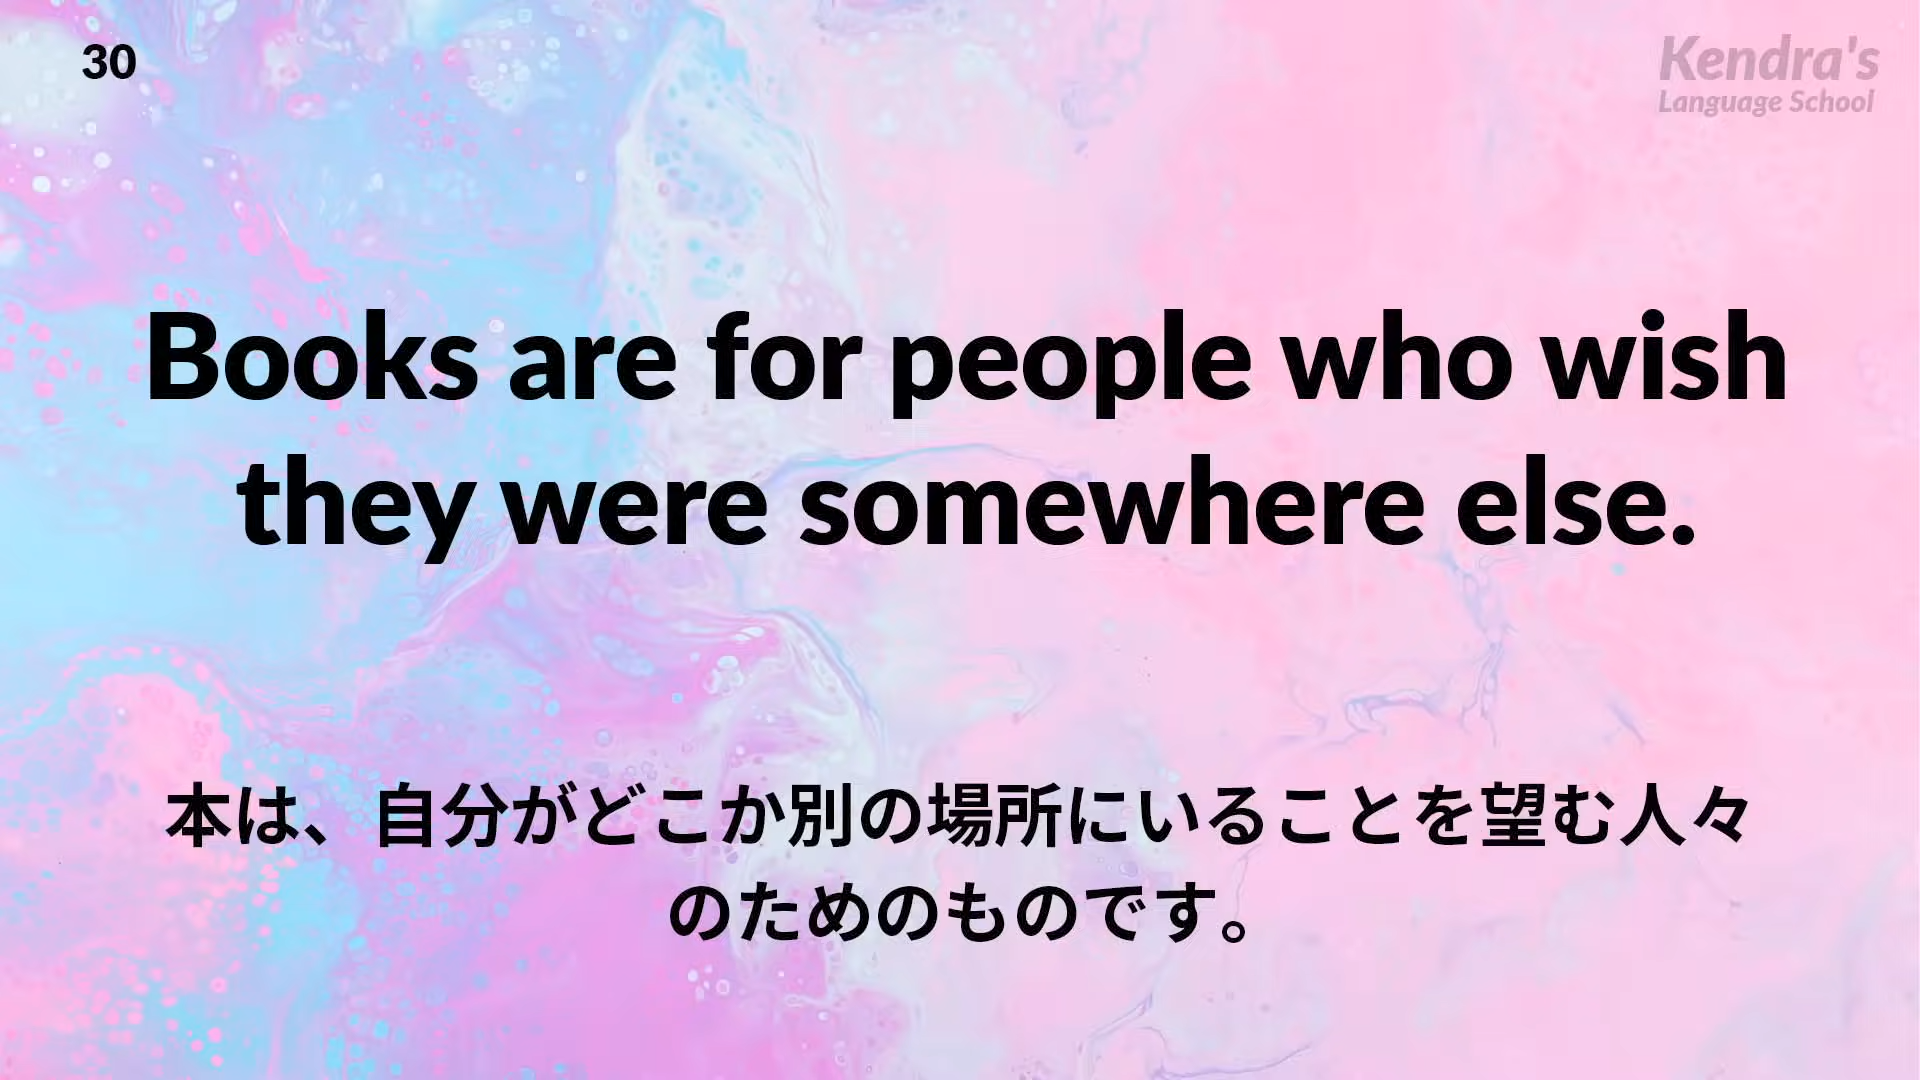 30
Kendra's
Language School
Books are for people who wish
they were somewhere else.
本は、自分がどこか別の場所にいることを望む人々
のためのものです。